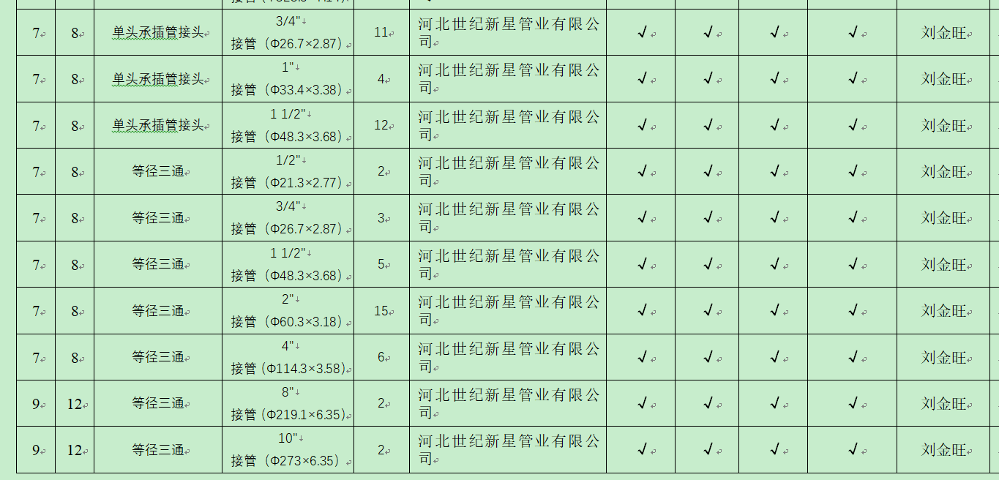 7 8 单头承插管接头 3/4" 11 河北世纪新星管业有限公 √ √ √ √ 刘金旺
接管（Φ26.7×2.87） 司
7 8 单头承插管接头 1" 4 河北世纪新星管业有限公 √ √ √ √ 刘金旺
接管（Φ33.4×3.38） 司
7 8 单头承插管接头 1 1/2" 12 河北世纪新星管业有限公 √ √ √ √ 刘金旺
接管（Φ48.3×3.68） 司
7 8 等径三通 1/2" 2 河北世纪新星管业有限公 √ √ √ √ 刘金旺
接管（Φ21.3×2.77） 司
7 8 等径三通 3/4" 3 河北世纪新星管业有限公 √ √ √ √ 刘金旺
接管（Φ26.7×2.87） 司
7 8 等径三通 1 1/2" 5 河北世纪新星管业有限公 √ √ √ √ 刘金旺
接管（Φ48.3×3.68） 司
7 8 等径三通 2" 15 河北世纪新星管业有限公 √ √ √ √ 刘金旺
接管（Φ60.3×3.18） 司
7 8 等径三通 4" 6 河北世纪新星管业有限公 √ √ √ √ 刘金旺
接管（Φ114.3×3.58） 司
9 12 等径三通 8" 2 河北世纪新星管业有限公 √ √ √ √ 刘金旺
接管（Φ219.1×6.35） 司
9 12 等径三通 10" 2 河北世纪新星管业有限公 √ √ √ √ 刘金旺
接管（Φ273×6.35） 司